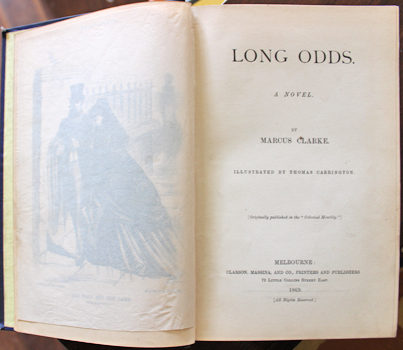 LONG ODDS.
A NOVEL.
BY
MARCUS CLARKE.
ILLUSTRATED BY THOMAS CARRINGTON.
[Originally published in the "Colonial Monthly."]
MELBOURNE:
CLARSON, MASSINA, AND CO., PRINTERS AND PUBLISHERS
72 LITTLE COLLINS STREET EAST.
1869.
[All Rights Reserved.]